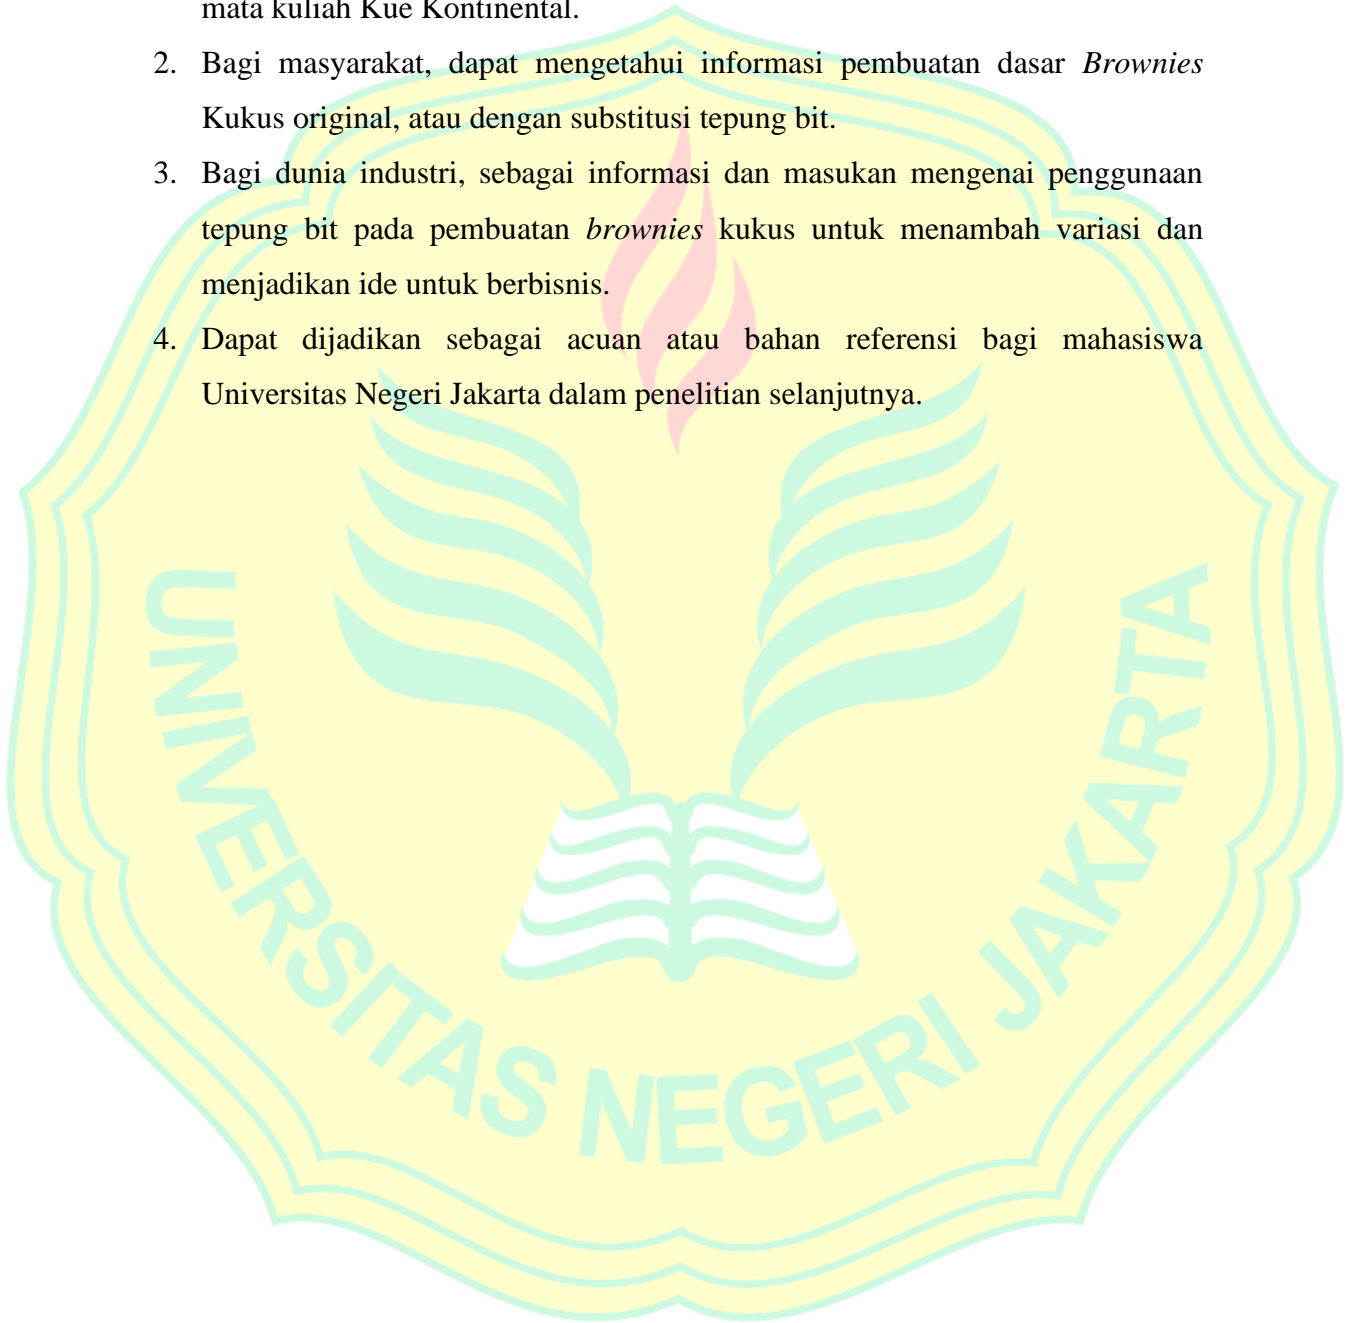 mata kuliah Kue Kontinental.
2. Bagi masyarakat, dapat mengetahui informasi pembuatan dasar Brownies
Kukus original, atau dengan substitusi tepung bit.
3. Bagi dunia industri, sebagai informasi dan masukan mengenai penggunaan
tepung bit pada pembuatan brownies kukus untuk menambah variasi dan
menjadikan ide untuk berbisnis.
4. Dapat dijadikan sebagai acuan atau bahan referensi bagi mahasiswa
Universitas Negeri Jakarta dalam penelitian selanjutnya.
UNIVERSITAS NEGERI JAKARTA